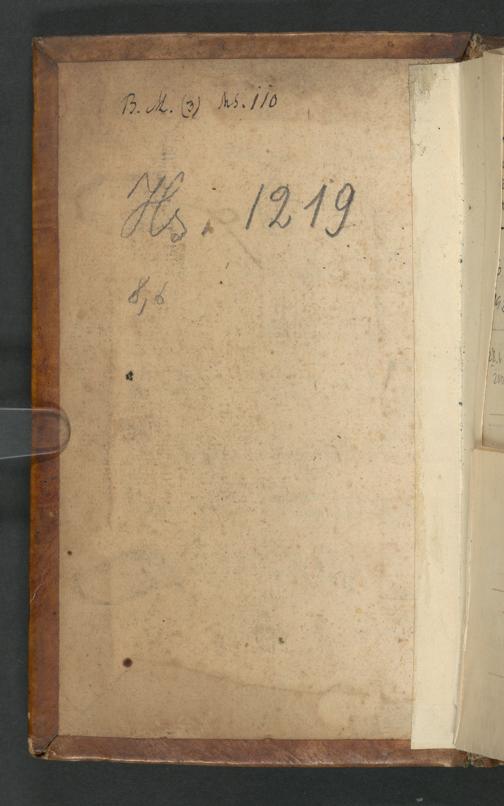 B. M. (3) Ms. 110
Hs. 1219
8, 6